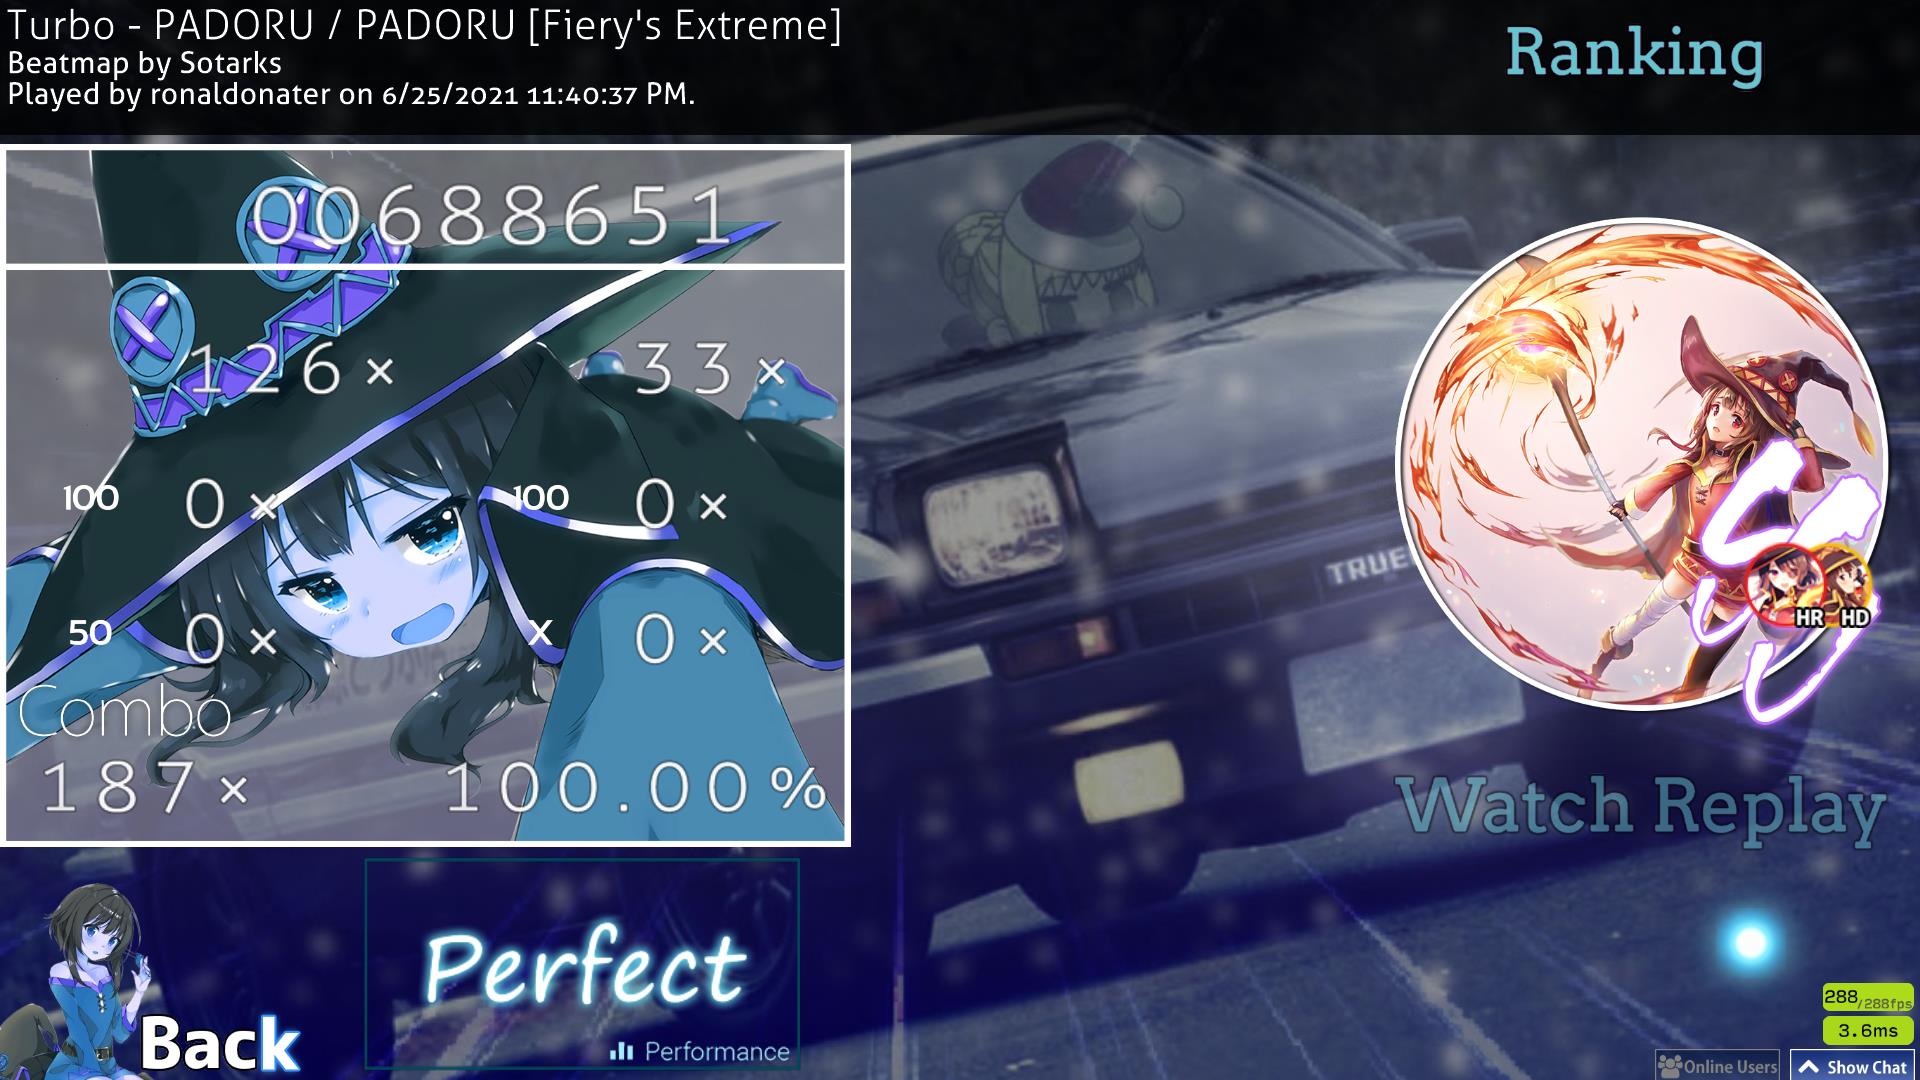 Turbo - PADORU / PADORU [Fiery's Extreme]
Beatmap by Sotarks
Played by ronaldonater on 6/25/2021 11:40:37 PM.
Ranking
00688651
126× 33×
100 0× 100 0×
50 0× X 0×
Combo
187× 100.00%
TRUE
HR HD
Watch Replay
Perfect
Performance
Back
288/288fps
3.6ms
Online Users
Show Chat